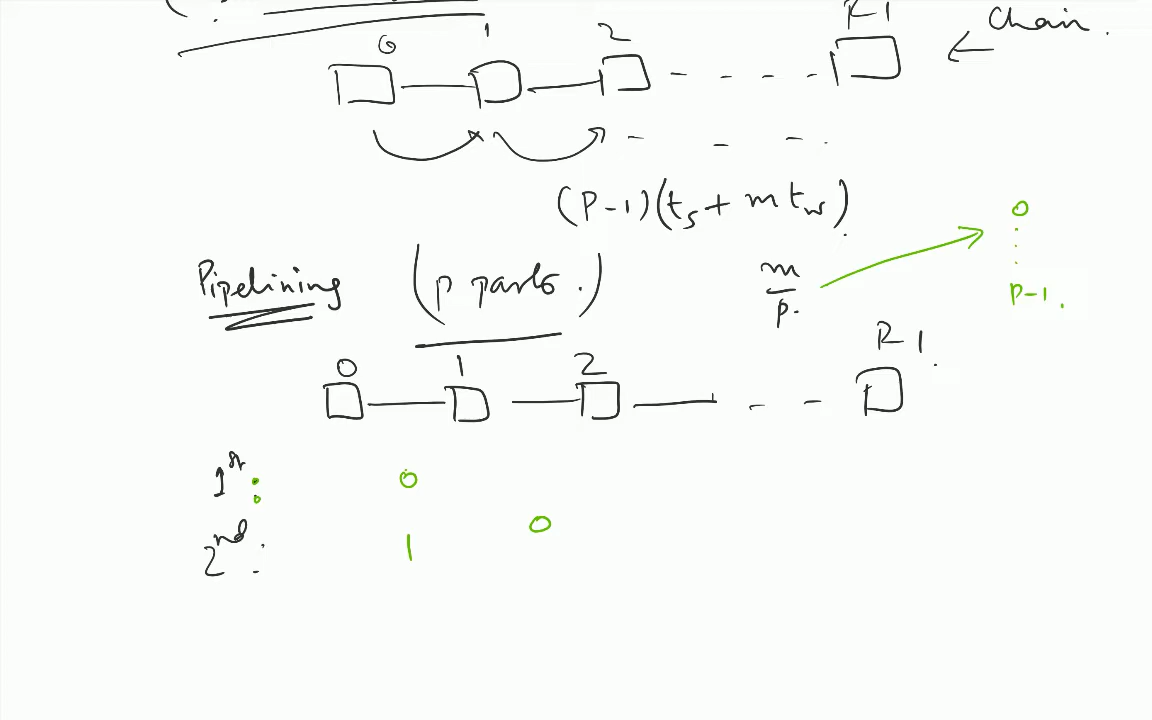 0 1 2 P-1 Chain.
(P-1)(ts + m tw).
Pipelining (p parts.) m/p. 0
P-1.
0 1 2 P-1.
1st: 0
2nd: 1 0